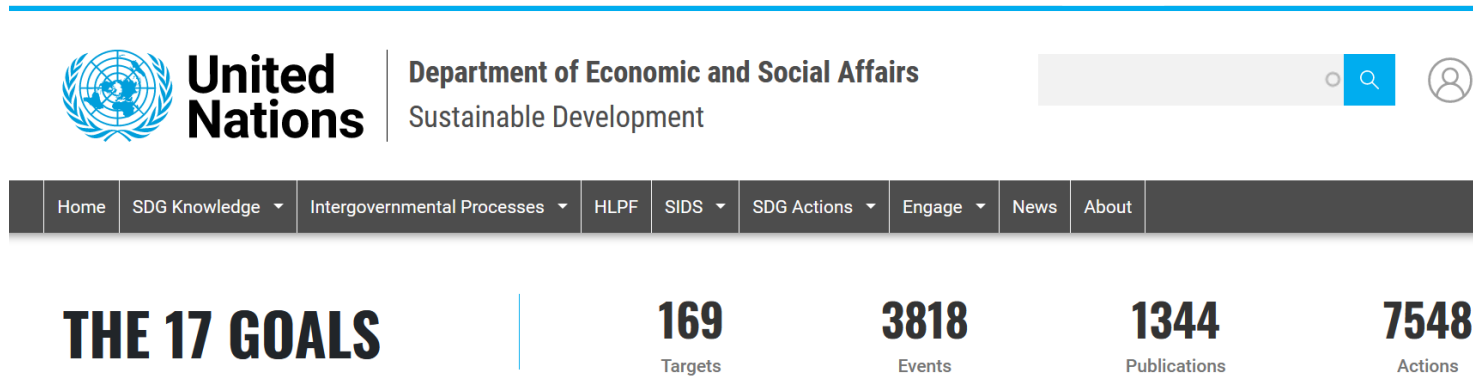 United
Nations
Department of Economic and Social Affairs
Sustainable Development
Home SDG Knowledge Intergovernmental Processes HLPF SIDS SDG Actions Engage News About
THE 17 GOALS
169 3818 1344 7548
Targets Events Publications Actions